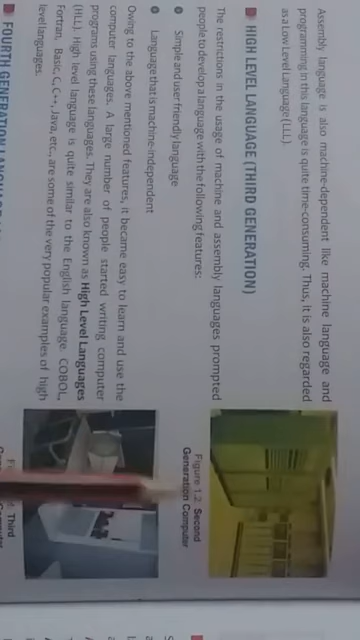 Assembly language is also machine-dependent like machine language and
programming in this language is quite time-consuming. Thus, it is also regarded
as a Low Level Language (LLL).
HIGH LEVEL LANGUAGE (THIRD GENERATION)
The restrictions in the usage of machine and assembly languages prompted
people to develop a language with the following features:
Simple and user friendly language
Language that is machine-independent
Owing to the above mentioned features, it became easy to learn and use the
computer languages. A large number of people started writing computer
programs using these languages. They are also known as High Level Languages
(HLL). High level language is quite similar to the English language. COBOL,
Fortran, Basic, C, C++, Java, etc., are some of the very popular examples of high
level languages.
FOURTH GENERATION LANGUAGE
Figure 1.2 Second
Generation Computer
Third